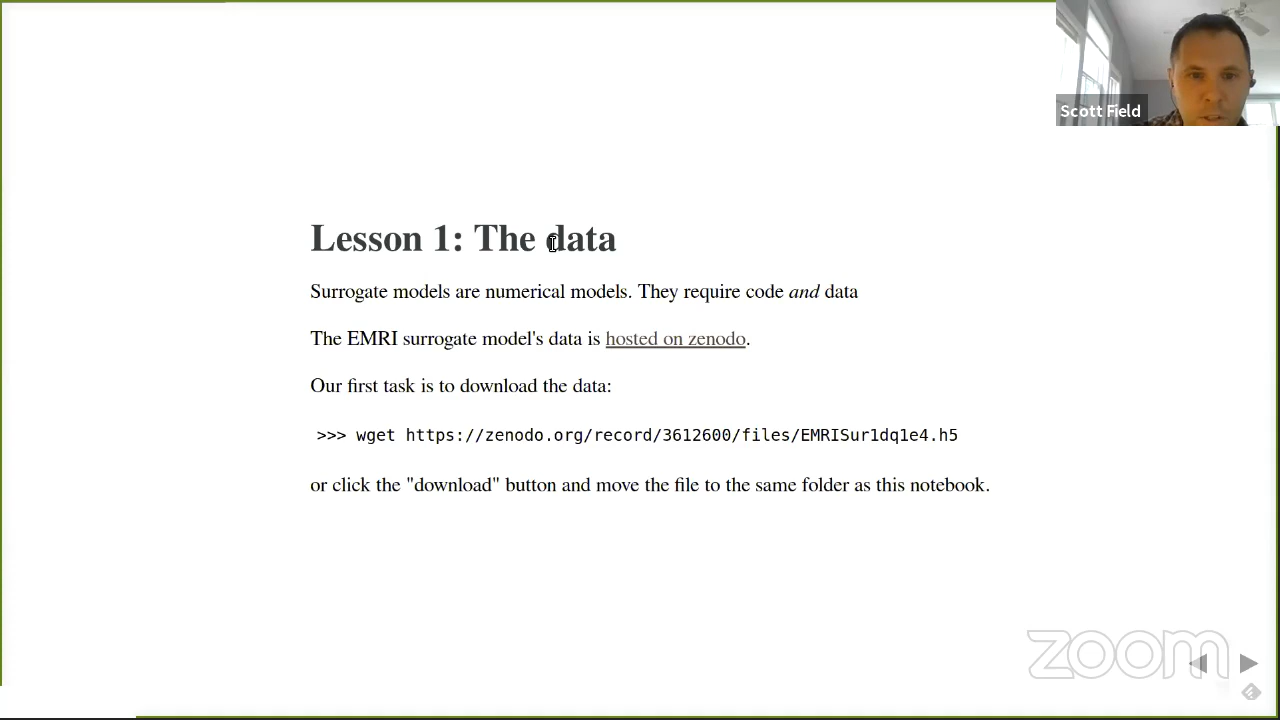 Scott Field
Lesson 1: The data
Surrogate models are numerical models. They require code and data
The EMRI surrogate model's data is hosted on zenodo.
Our first task is to download the data:
>>> wget https://zenodo.org/record/3612600/files/EMRISur1dq1e4.h5
or click the "download" button and move the file to the same folder as this notebook.
zoom